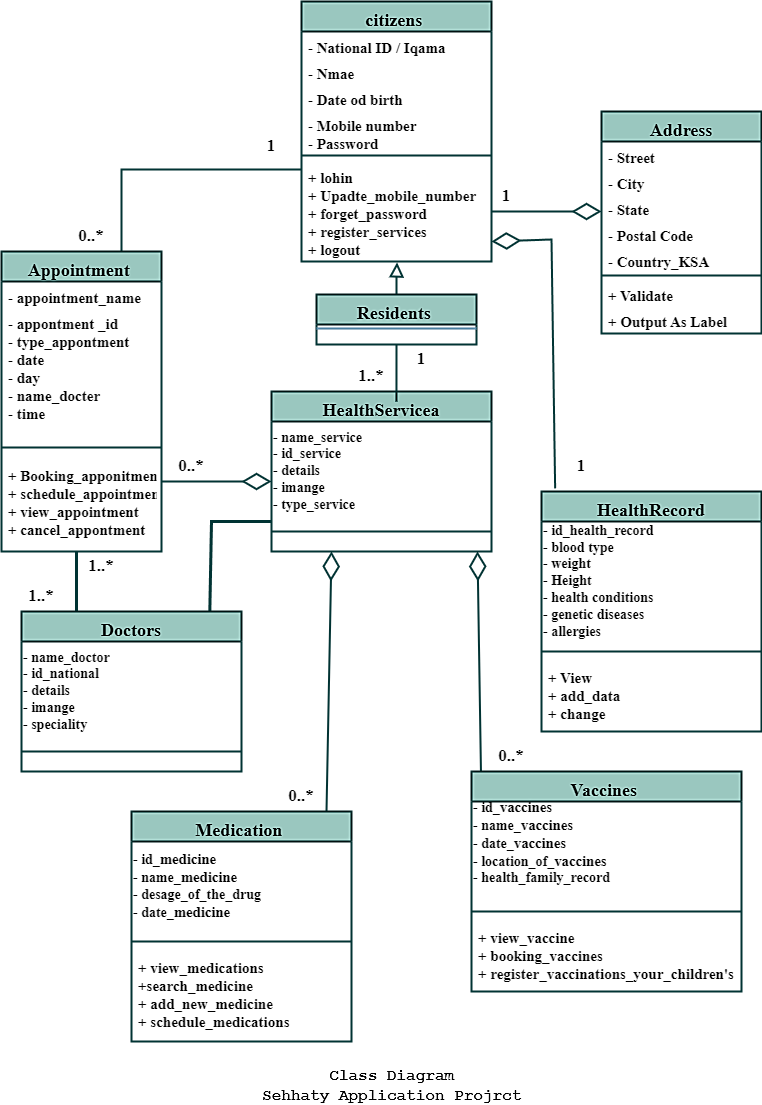 citizens
- National ID / Iqama
- Nmae
- Date od birth
- Mobile number
- Password
+ lohin
+ Upadte_mobile_number
+ forget_password
+ register_services
+ logout
1
0..*
1
Address
- Street
- City
- State
- Postal Code
- Country_KSA
+ Validate
+ Output As Label
Appointment
- appointment_name
- appontment _id
- type_appontment
- date
- day
- name_docter
- time
+ Booking_apponitmen
+ schedule_appointmen
+ view_appointment
+ cancel_appontment
Residents
1
1..*
HealthServicea
- name_service
- id_service
- details
- imange
- type_service
0..*
1
HealthRecord
- id_health_record
- blood type
- weight
- Height
- health conditions
- genetic diseases
- allergies
+ View
+ add_data
+ change
1..*
1..*
Doctors
- name_doctor
- id_national
- details
- imange
- speciality
0..*
0..*
Vaccines
- id_vaccines
- name_vaccines
- date_vaccines
- location_of_vaccines
- health_family_record
+ view_vaccine
+ booking_vaccines
+ register_vaccinations_your_children's
Medication
- id_medicine
- name_medicine
- desage_of_the_drug
- date_medicine
+ view_medications
+search_medicine
+ add_new_medicine
+ schedule_medications
Class Diagram
Sehhaty Application Projrct